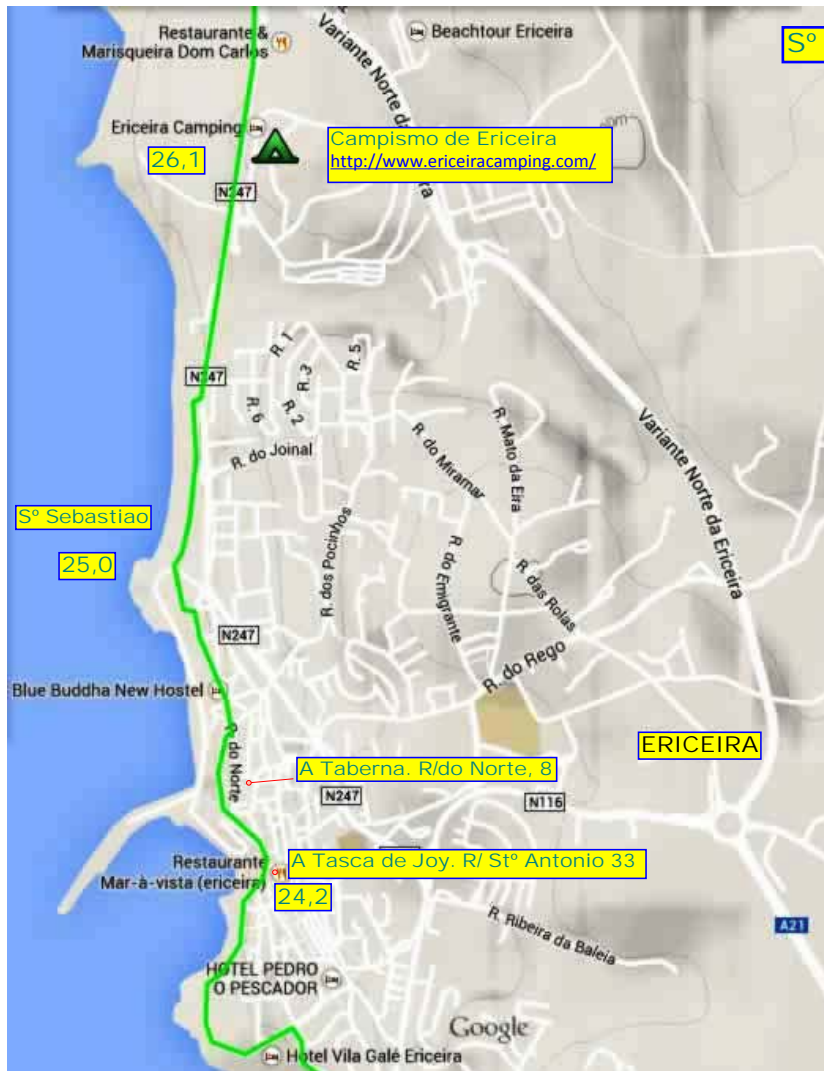 Restaurante &
Marisqueira Dom Carlos
Beachtour Ericeira
Sº
Variante Norte da
Ericeira Camping
Campismo de Ericeira
http://www.ericeiracamping.com/
26,1
N247
R. 1
R. 3
R. 5
N247
R. 6
R. 2
R. do Joinal
R. do Miramar
R. Mato da Eira
Variante Norte da Ericeira
Sº Sebastiao
25,0
R. dos Pocinhos
R. do Emigrante
R. das Rolas
N247
R. do Rego
Blue Buddha New Hostel
R. do Norte
ERICEIRA
A Taberna. R/do Norte, 8
N247
N116
Restaurante
Mar-à-vista (ericeira)
A Tasca de Joy. R/ Stº Antonio 33
24,2
R. Ribeira da Baleia
A21
HOTEL PEDRO
O PESCADOR
Google
Hotel Vila Galé Ericeira